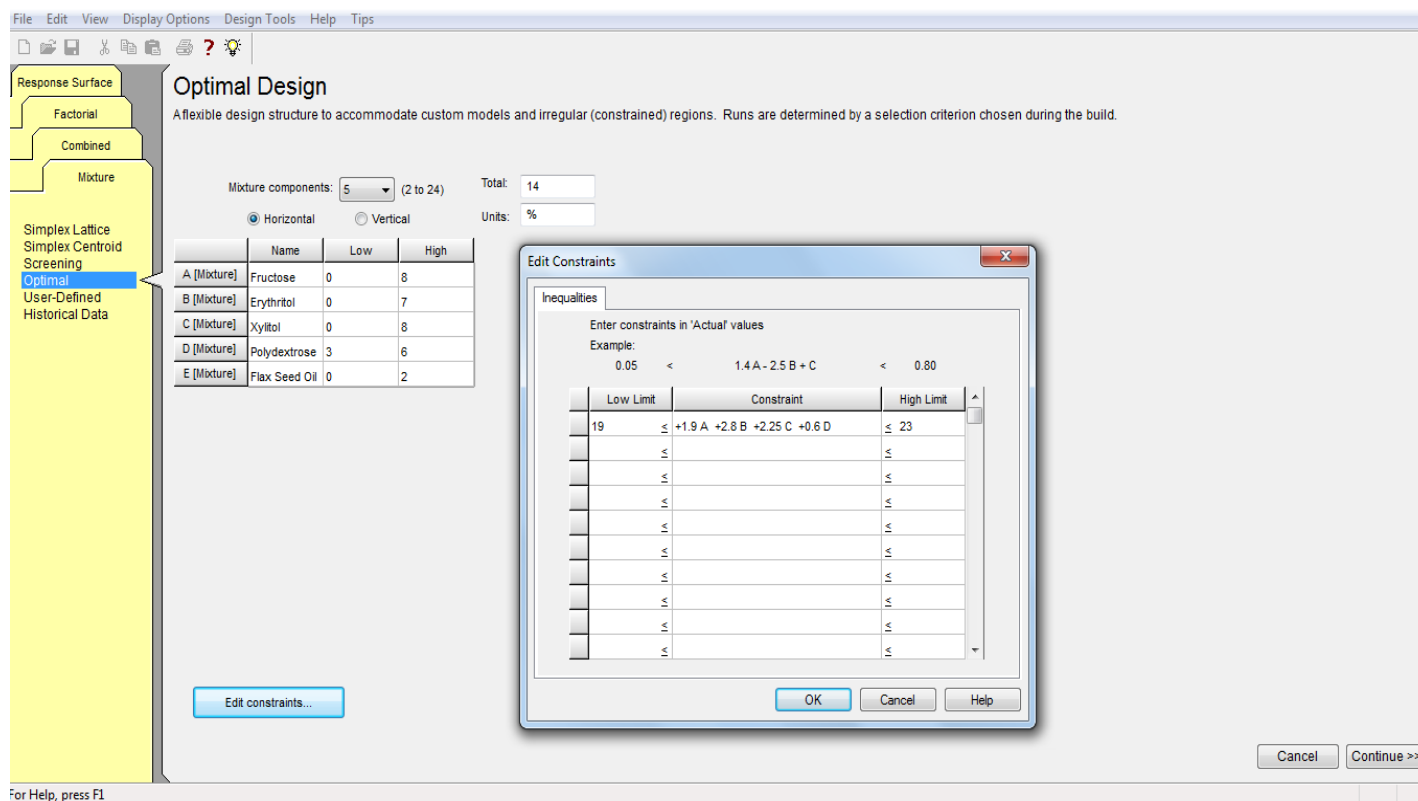 File Edit View Display Options Design Tools Help Tips
Response Surface
Factorial
Combined
Mixture
Simplex Lattice
Simplex Centroid
Screening
Optimal
User-Defined
Historical Data
Optimal Design
A flexible design structure to accommodate custom models and irregular (constrained) regions. Runs are determined by a selection criterion chosen during the build.
Mixture components: 5 (2 to 24) Total: 14
Horizontal Vertical Units: %
Name Low High
A [Mixture] Fructose 0 8
B [Mixture] Erythritol 0 7
C [Mixture] Xylitol 0 8
D [Mixture] Polydextrose 3 6
E [Mixture] Flax Seed Oil 0 2
Edit constraints...
Edit Constraints
Inequalities
Enter constraints in 'Actual' values
Example:
0.05 < 1.4 A - 2.5 B + C < 0.80
Low Limit Constraint High Limit
19 ≤ +1.9 A +2.8 B +2.25 C +0.6 D ≤ 23
≤ ≤
≤ ≤
≤ ≤
≤ ≤
≤ ≤
≤ ≤
≤ ≤
≤ ≤
≤ ≤
OK Cancel Help
Cancel Continue >>
For Help, press F1